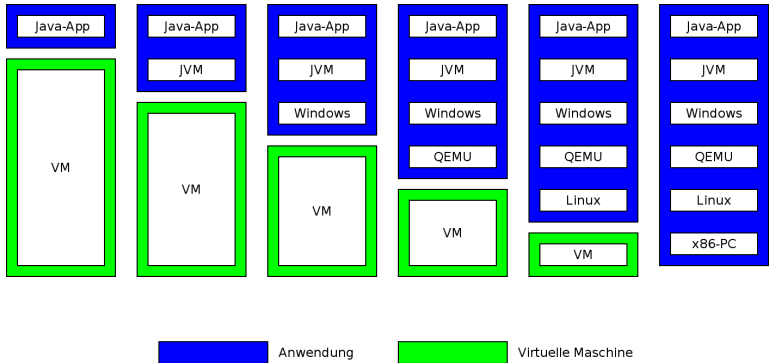 Java-App
VM
Java-App
JVM
VM
Java-App
JVM
Windows
VM
Java-App
JVM
Windows
QEMU
VM
Java-App
JVM
Windows
QEMU
Linux
VM
Java-App
JVM
Windows
QEMU
Linux
x86-PC
Anwendung
Virtuelle Maschine